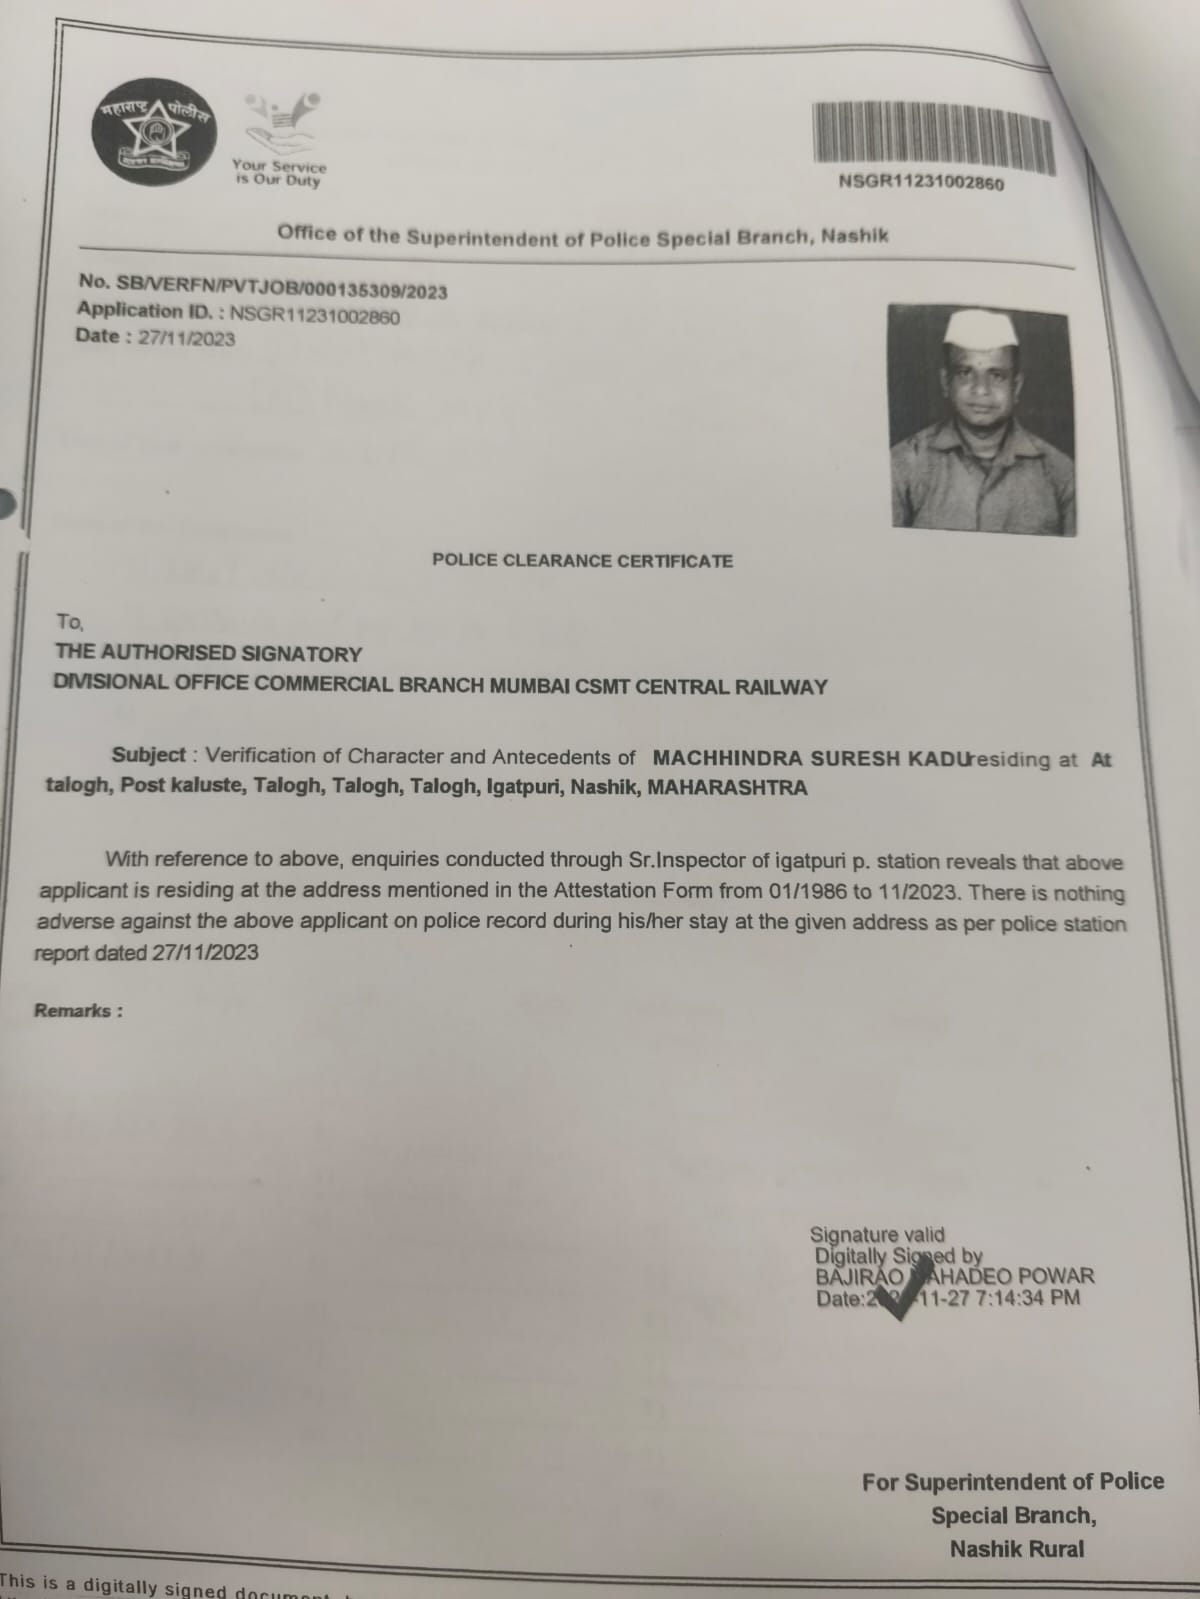 महाराष्ट्र पोलीस
Your Service
is Our Duty
NSGR11231002860
Office of the Superintendent of Police Special Branch, Nashik
No. SB/VERFN/PVTJOB/000135309/2023
Application ID. : NSGR11231002860
Date : 27/11/2023
POLICE CLEARANCE CERTIFICATE
To,
THE AUTHORISED SIGNATORY
DIVISIONAL OFFICE COMMERCIAL BRANCH MUMBAI CSMT CENTRAL RAILWAY
Subject : Verification of Character and Antecedents of MACHHINDRA SURESH KADUresiding at At
talogh, Post kaluste, Talogh, Talogh, Talogh, Igatpuri, Nashik, MAHARASHTRA
With reference to above, enquiries conducted through Sr.Inspector of igatpuri p. station reveals that above
applicant is residing at the address mentioned in the Attestation Form from 01/1986 to 11/2023. There is nothing
adverse against the above applicant on police record during his/her stay at the given address as per police station
report dated 27/11/2023
Remarks :
Signature valid
Digitally Signed by
BAJIRAO MAHADEO POWAR
Date: 11-27 7:14:34 PM
For Superintendent of Police
Special Branch,
Nashik Rural
This is a digitally signed document